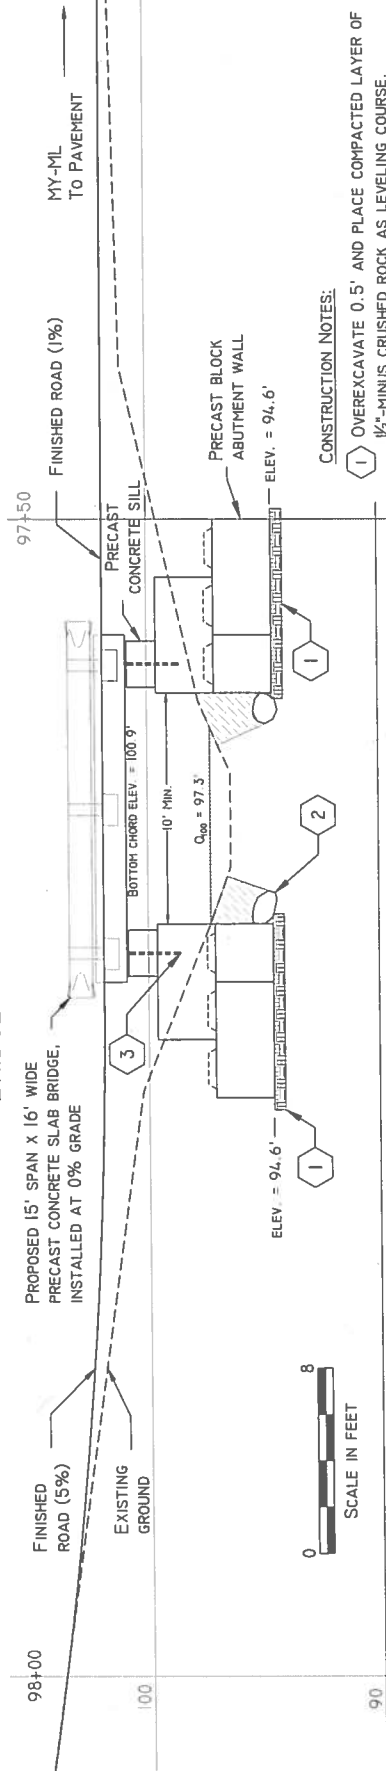 PROPOSED 15' SPAN X 16' WIDE
PRECAST CONCRETE SLAB BRIDGE,
INSTALLED AT 0% GRADE
98+00
FINISHED
ROAD (5%)
EXISTING
GROUND
100
90
0
8
SCALE IN FEET
ELEV. = 94.6'
1
3
2
BOTTOM CHORD ELEV. = 100.9'
10' MIN.
Q100 = 97.3'
1
97+50
PRECAST
CONCRETE SILL
FINISHED ROAD (1%)
PRECAST BLOCK
ABUTMENT WALL
ELEV. = 94.6'
MY-ML
TO PAVEMENT
CONSTRUCTION NOTES:
1 OVEREXCAVATE 0.5' AND PLACE COMPACTED LAYER OF
1½"-MINUS CRUSHED ROCK AS LEVELING COURSE.